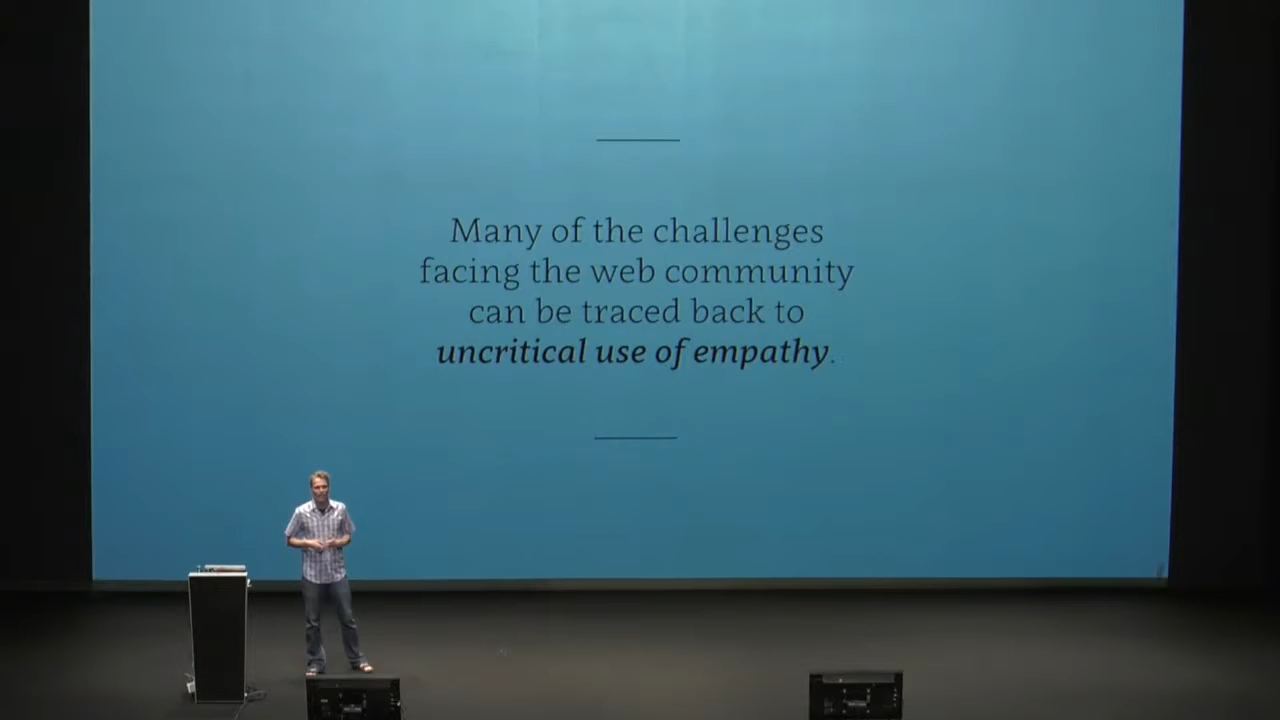 Many of the challenges
facing the web community
can be traced back to
uncritical use of empathy.